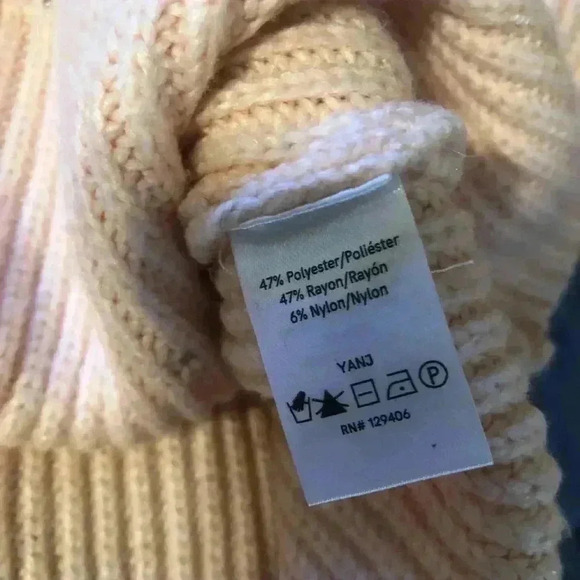 47% Polyester/Poliéster
47% Rayon/Rayón
6% Nylon/Nylon
YANJ
P
RN# 129406